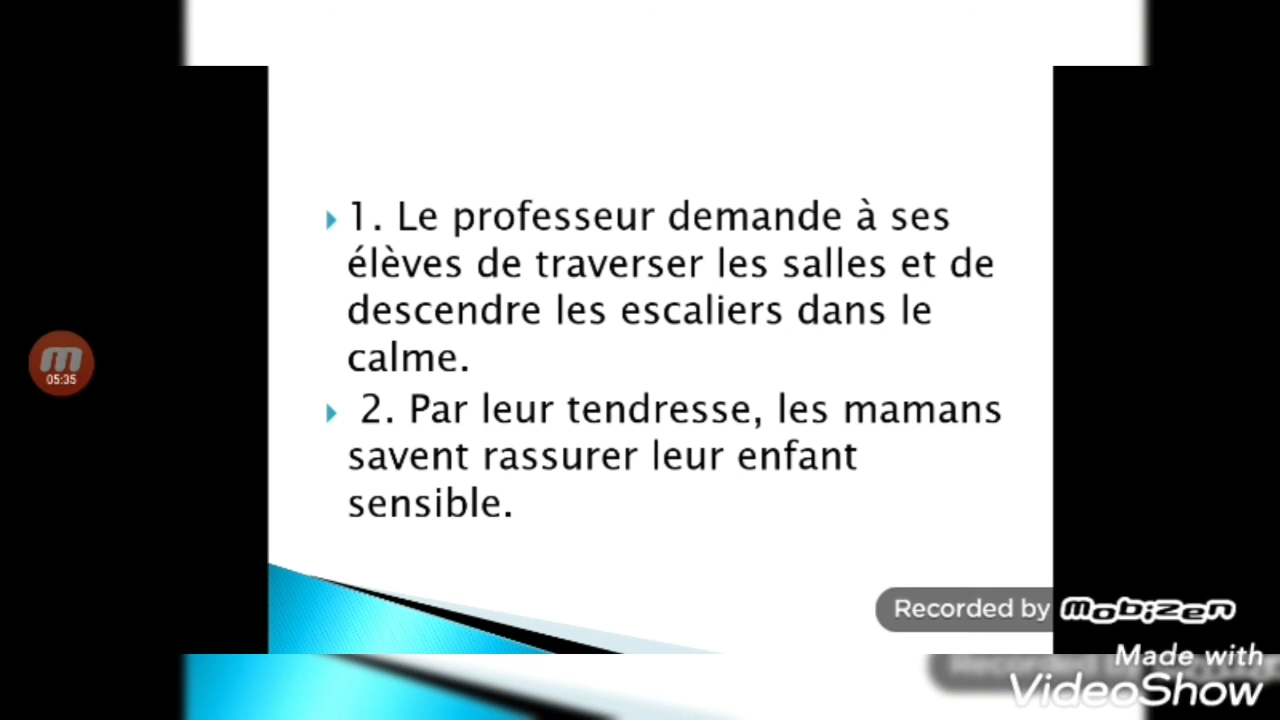 1. Le professeur demande à ses
élèves de traverser les salles et de
descendre les escaliers dans le
calme.
2. Par leur tendresse, les mamans
savent rassurer leur enfant
sensible.
m
05:35
Recorded by mobizen
Made with
VideoShow